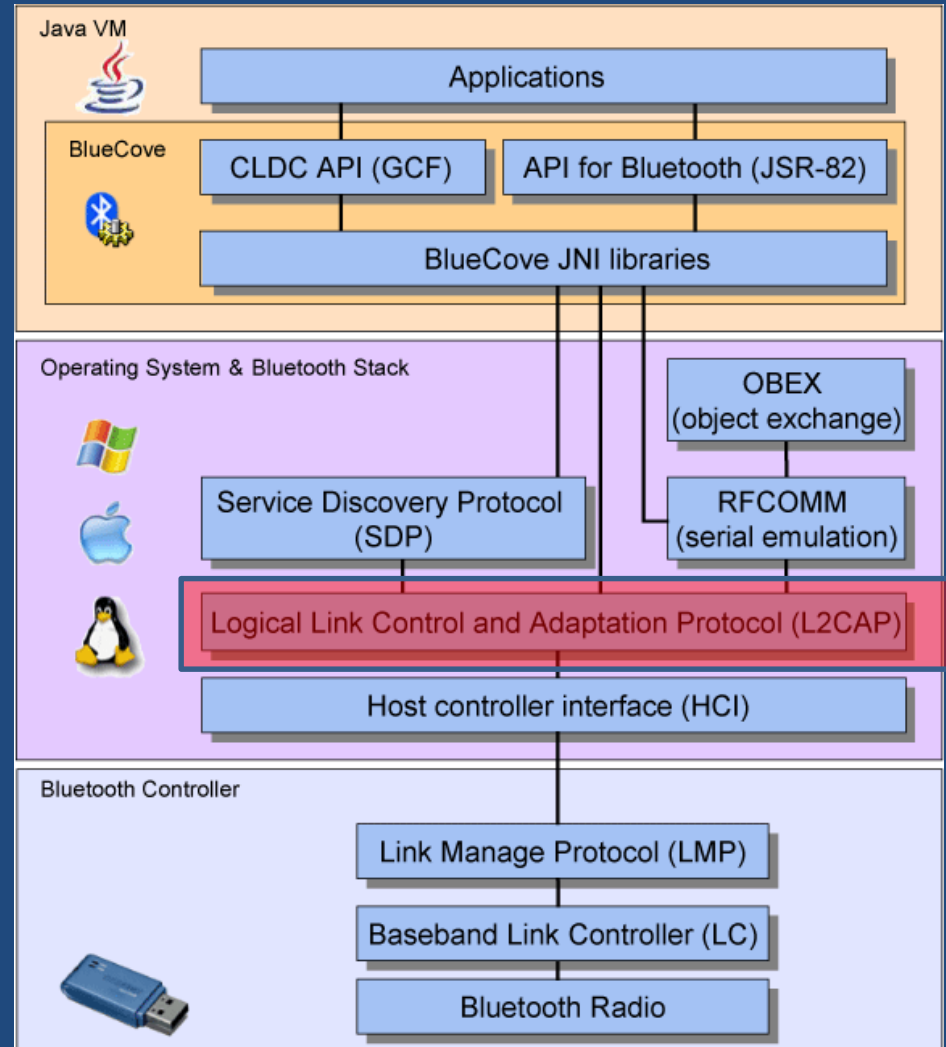 Java VM
Applications
BlueCove
CLDC API (GCF)
API for Bluetooth (JSR-82)
BlueCove JNI libraries
Operating System & Bluetooth Stack
OBEX
(object exchange)
Service Discovery Protocol
(SDP)
RFCOMM
(serial emulation)
Logical Link Control and Adaptation Protocol (L2CAP)
Host controller interface (HCI)
Bluetooth Controller
Link Manage Protocol (LMP)
Baseband Link Controller (LC)
Bluetooth Radio